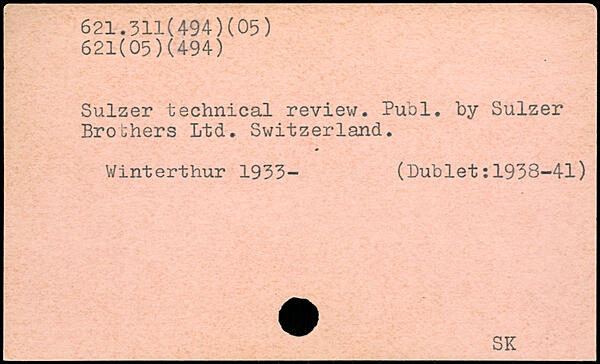 621.311(494)(05)
621(05)(494)
Sulzer technical review. Publ. by Sulzer
Brothers Ltd. Switzerland.
Winterthur 1933- (Dublet:1938-41)
SK